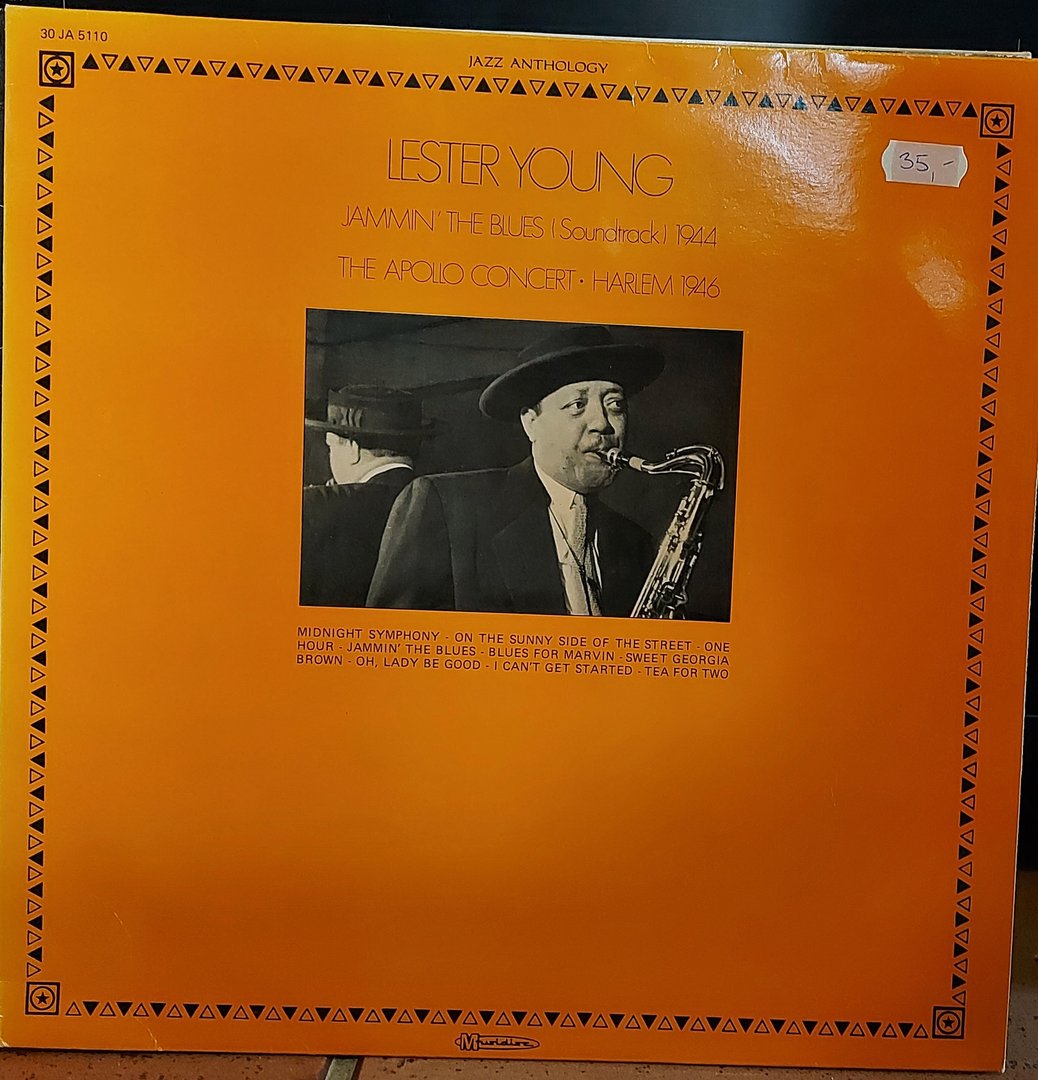 30 JA 5110
JAZZ ANTHOLOGY
LESTER YOUNG
35,-
JAMMIN' THE BLUES (Soundtrack) 1944
THE APOLLO CONCERT • HARLEM 1946
MIDNIGHT SYMPHONY - ON THE SUNNY SIDE OF THE STREET - ONE
HOUR - JAMMIN' THE BLUES - BLUES FOR MARVIN - SWEET GEORGIA
BROWN - OH, LADY BE GOOD - I CAN'T GET STARTED - TEA FOR TWO
Musidisc